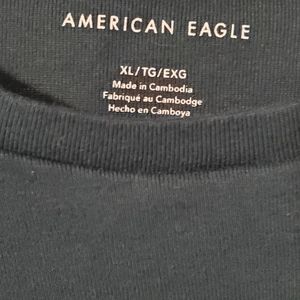 AMERICAN EAGLE
XL/TG/EXG
Made in Cambodia
Fabriqué au Cambodge
Hecho en Camboya